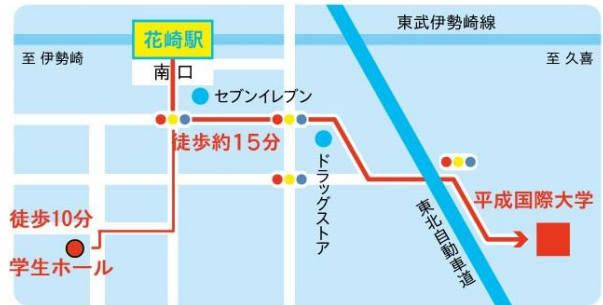 東武伊勢崎線
花崎駅
至 伊勢崎
至 久喜
南 口
セブンイレブン
徒歩約15分
ドラッグストア
平成国際大学
徒歩10分
学生ホール
東北自動車道